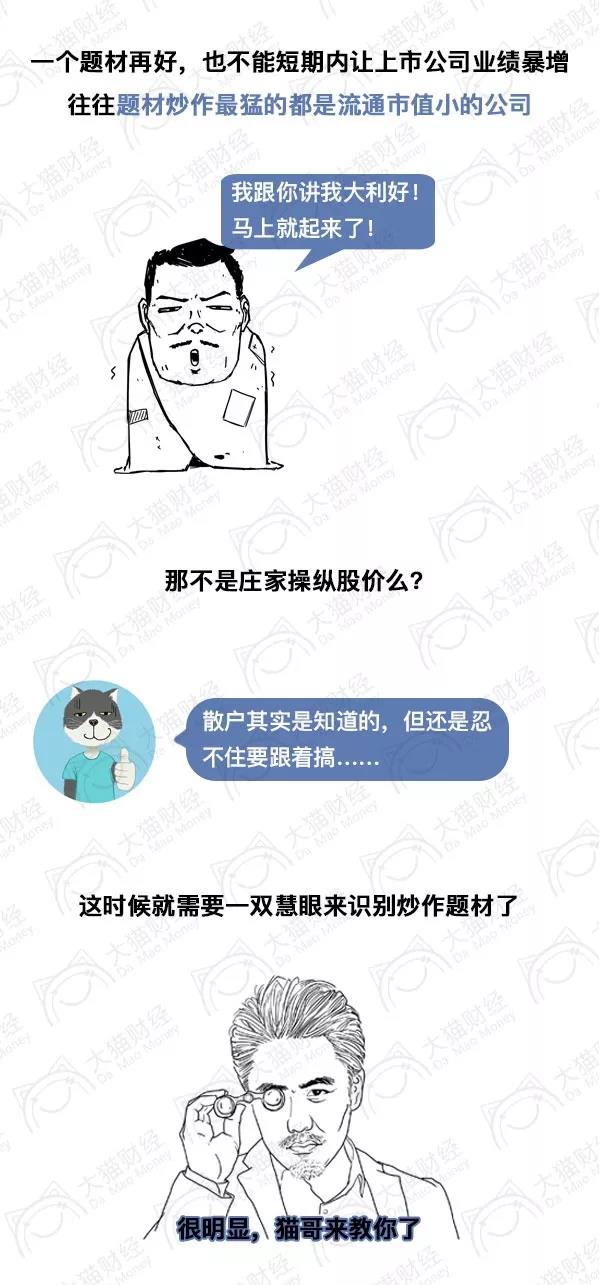 一个题材再好，也不能短期内让上市公司业绩暴增
往往题材炒作最猛的都是流通市值小的公司
我跟你讲我大利好！
马上就起来了！
那不是庄家操纵股价么？
散户其实是知道的，但还是忍
不住要跟着搞……
这时候就需要一双慧眼来识别炒作题材了
很明显，猫哥来教你了
大猫财经
Da Mao Money